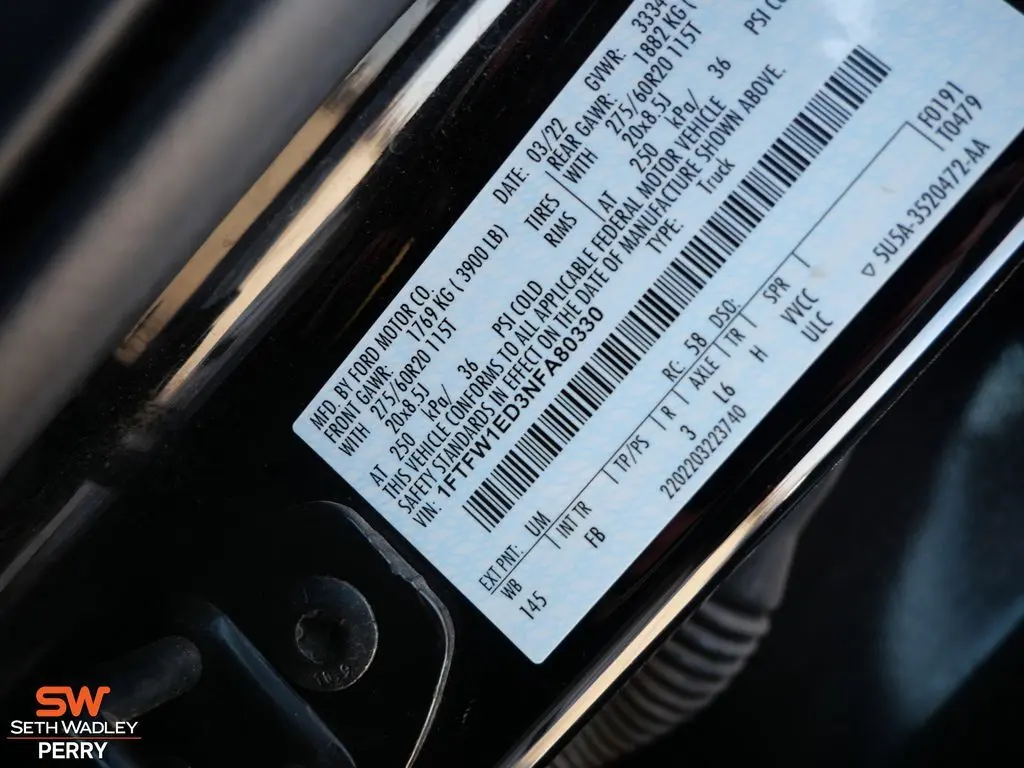 MFD. BY FORD MOTOR CO.
DATE: 03/22
GVWR: 3334
FRONT GAWR: 1769 KG ( 3900 LB)
REAR GAWR: 1882 KG (
WITH 275/60R20 115T TIRES
WITH 275/60R20 115T
20x8.5J RIMS
20x8.5J
AT 250 kPa/ 36 PSI COLD
AT 250 kPa/ 36 PSI CO
THIS VEHICLE CONFORMS TO ALL APPLICABLE FEDERAL MOTOR VEHICLE
SAFETY STANDARDS IN EFFECT ON THE DATE OF MANUFACTURE SHOWN ABOVE.
VIN: 1FTFW1ED3NFA80330
TYPE: Truck
EXT PNT: UM RC: 58 DSO: F0191
WB INT TR TP/PS R AXLE TR SPR T0479
145 FB 3 L6 H VVCC
2202203223740 ULC 5U5A-3520472-AA
10.9
SW
SETH WADLEY
PERRY